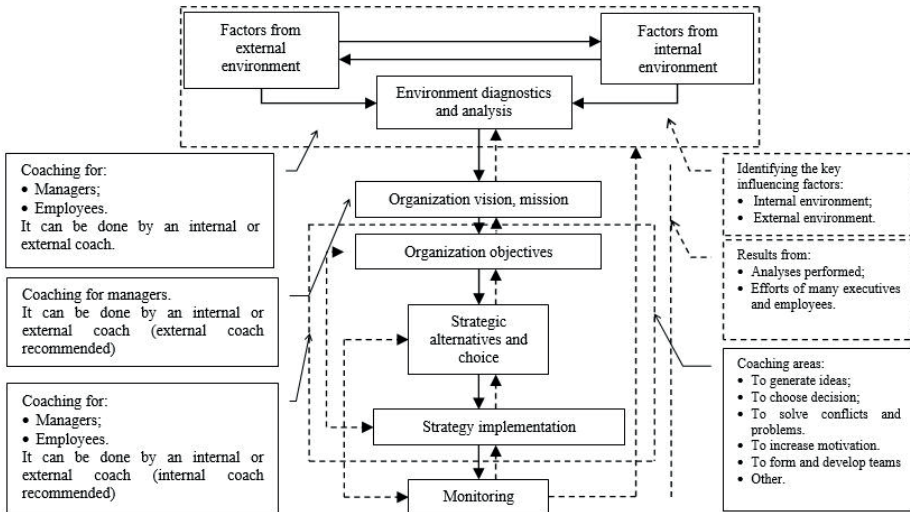 Factors from
external
environment
Factors from
internal
environment
Environment diagnostics
and analysis
Coaching for:
• Managers;
• Employees.
It can be done by an internal or
external coach.
Identifying the key
influencing factors:
• Internal environment;
• External environment.
Organization vision, mission
Organization objectives
Results from:
• Analyses performed;
• Efforts of many executives
and employees.
Coaching for managers.
It can be done by an internal or
external coach (external coach
recommended)
Strategic
alternatives and
choice
Coaching areas:
• To generate ideas;
• To choose decision;
• To solve conflicts and
problems.
• To increase motivation.
• To form and develop teams
• Other.
Coaching for:
• Managers;
• Employees.
It can be done by an internal or
external coach (internal coach
recommended)
Strategy implementation
Monitoring